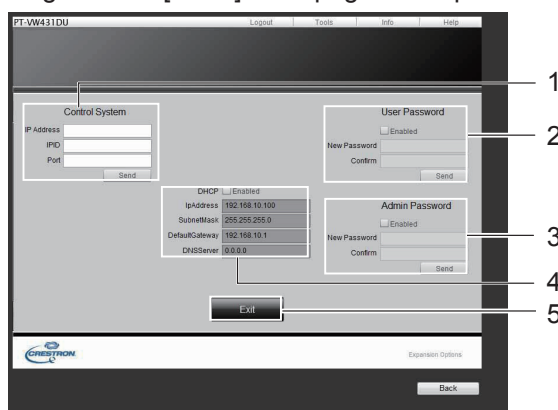 PT-VW431DU
Logout Tools Info Help
1
Control System
IP Address
IPID
Port
Send
User Password
Enabled
New Password
Confirm
Send
2
DHCP Enabled
IpAddress 192.168.10.100
SubnetMask 255.255.255.0
DefaultGateway 192.168.10.1
DNSServer 0.0.0.0
Admin Password
Enabled
New Password
Confirm
Send
3
4
Exit
5
CRESTRON
Expansion Options
Back